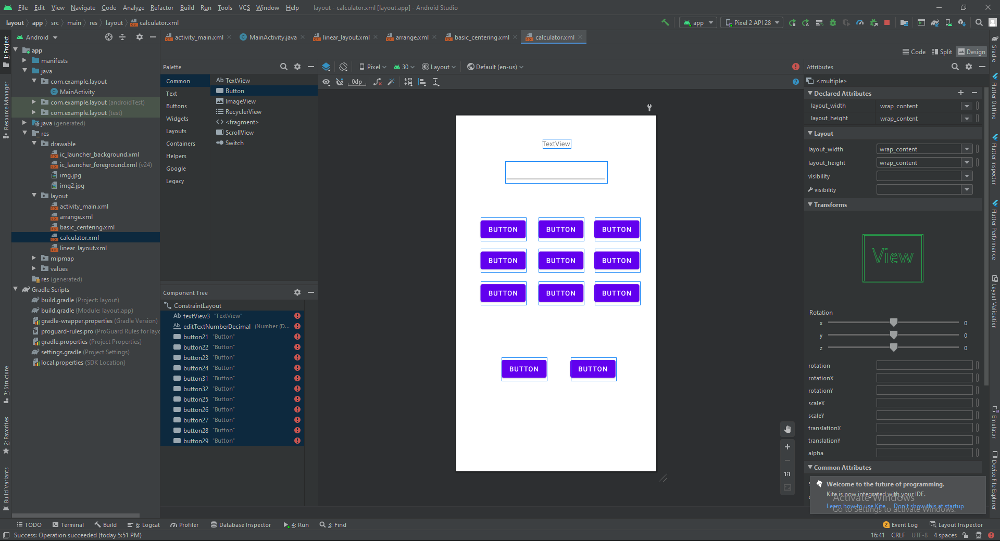 File Edit View Navigate Code Analyze Refactor Build Run Tools VCS Window Help layout - calculator.xml [layout.app] - Android Studio
layout app src main res layout calculator.xml
app Pixel 2 API 28
Android
activity_main.xml MainActivity.java linear_layout.xml arrange.xml basic_centering.xml calculator.xml
Code Split Design
1: Project
Resource Manager
7: Structure
2: Favorites
Build Variants
app
manifests
java
com.example.layout
MainActivity
com.example.layout (androidTest)
com.example.layout (test)
java (generated)
res
drawable
ic_launcher_background.xml
ic_launcher_foreground.xml (v24)
img.jpg
img2.jpg
layout
activity_main.xml
arrange.xml
basic_centering.xml
calculator.xml
linear_layout.xml
mipmap
values
res (generated)
Gradle Scripts
build.gradle (Project: layout)
build.gradle (Module: layout.app)
gradle-wrapper.properties (Gradle Version)
proguard-rules.pro (ProGuard Rules for layo
gradle.properties (Project Properties)
settings.gradle (Project Settings)
local.properties (SDK Location)
Palette
Common
Text
Buttons
Widgets
Layouts
Containers
Helpers
Google
Legacy
Ab TextView
Button
ImageView
RecyclerView
<> <fragment>
ScrollView
Switch
Component Tree
ConstraintLayout
Ab textView3 "TextView"
Ab editTextNumberDecimal (Number (D...
button21 "Button"
button22 "Button"
button23 "Button"
button24 "Button"
button31 "Button"
button32 "Button"
button25 "Button"
button26 "Button"
button27 "Button"
button28 "Button"
button29 "Button"
Pixel 30 Layout Default (en-us)
0dp
TextView
BUTTON BUTTON BUTTON
BUTTON BUTTON BUTTON
BUTTON BUTTON BUTTON
BUTTON BUTTON
1:1
Attributes
<multiple>
Declared Attributes
layout_width wrap_content
layout_height wrap_content
Layout
layout_width wrap_content
layout_height wrap_content
visibility
visibility
Transforms
View
Rotation
x 0
y 0
z 0
rotation
rotationX
rotationY
scaleX
scaleY
translationX
translationY
alpha
Common Attributes
Welcome to the future of programming.
Kite is now integrated with your IDE.
Learn how to use Kite Don't show this at startup
Activate Windows
Go to Settings to activate Windows.
Gradle
Flutter Outline
Flutter Inspector
Flutter Performance
Layout Validation
Emulator
Device File Explorer
TODO Terminal Build 6: Logcat Profiler Database Inspector 4: Run 3: Find 2 Event Log Layout Inspector
Success: Operation succeeded (today 5:51 PM) 16:41 CRLF UTF-8 4 spaces